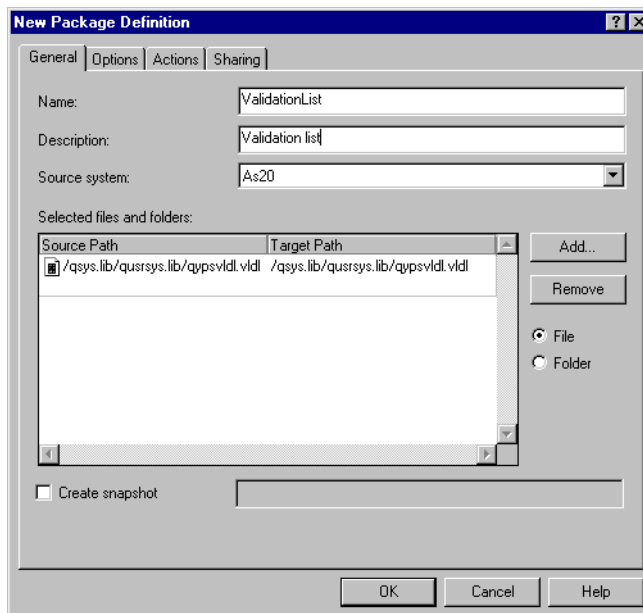 New Package Definition
General Options Actions Sharing
Name: ValidationList
Description: Validation list
Source system: As20
Selected files and folders:
Source Path Target Path
/qsys.lib/qusrsys.lib/qypsvldl.vldl /qsys.lib/qusrsys.lib/qypsvldl.vldl
Add...
Remove
File
Folder
Create snapshot
OK Cancel Help